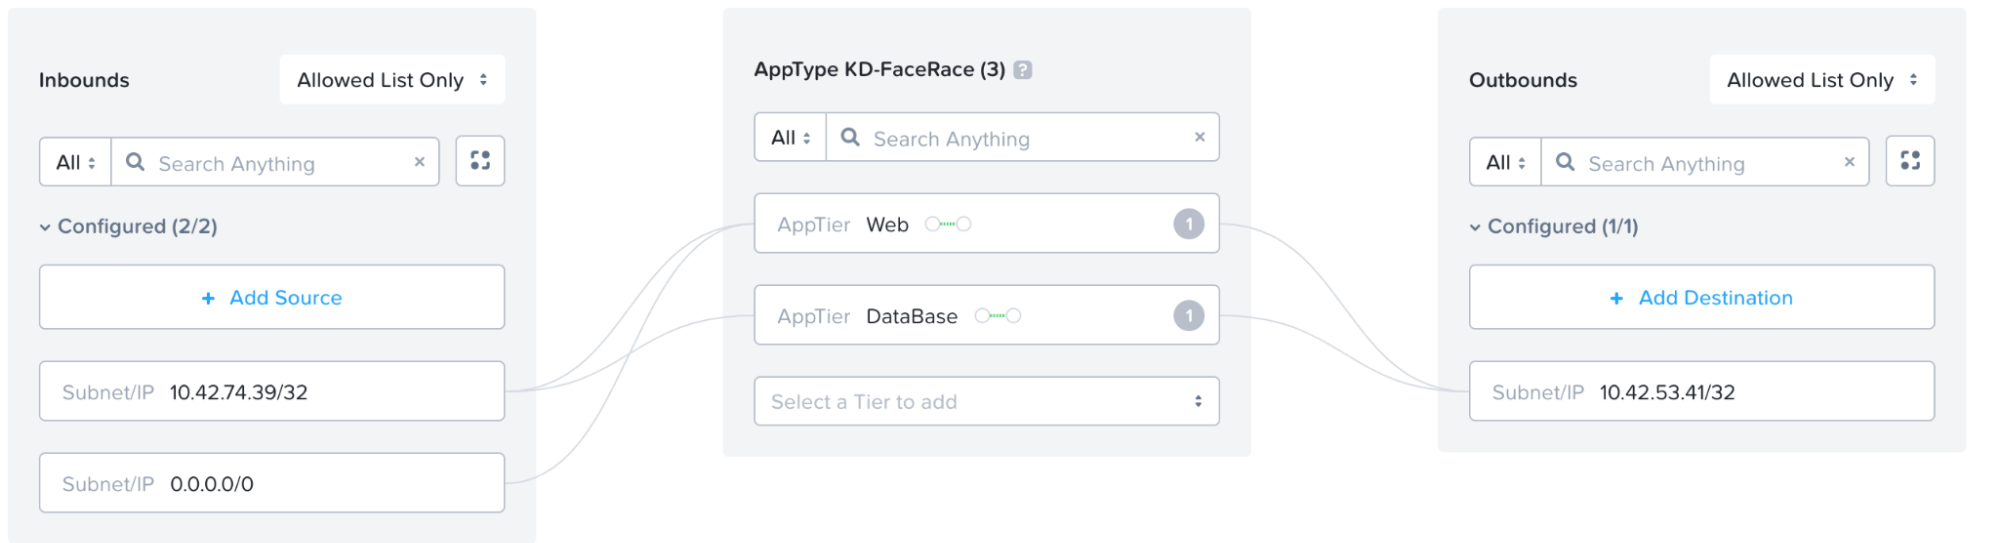 Inbounds
Allowed List Only
All
Search Anything
×
Configured (2/2)
+ Add Source
Subnet/IP 10.42.74.39/32
Subnet/IP 0.0.0.0/0
AppType KD-FaceRace (3) ?
All
Search Anything
×
AppTier Web 1
AppTier DataBase 1
Select a Tier to add
Outbounds
Allowed List Only
All
Search Anything
×
Configured (1/1)
+ Add Destination
Subnet/IP 10.42.53.41/32